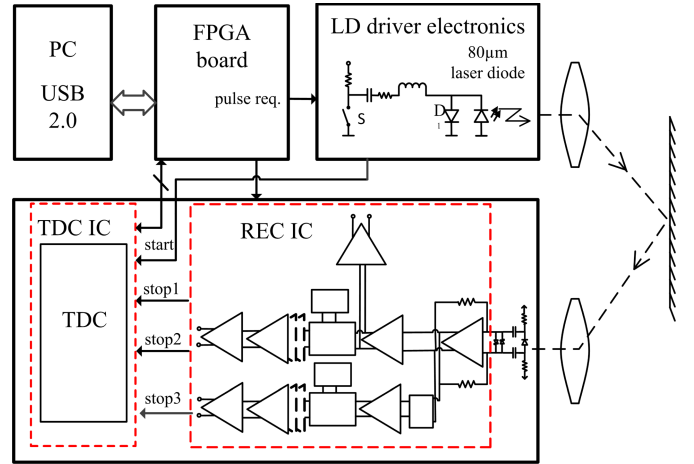 PC
USB
2.0
FPGA
board
pulse req.
LD driver electronics
80μm
laser diode
S
D
1
TDC IC
start
REC IC
stop1
TDC
stop2
stop3